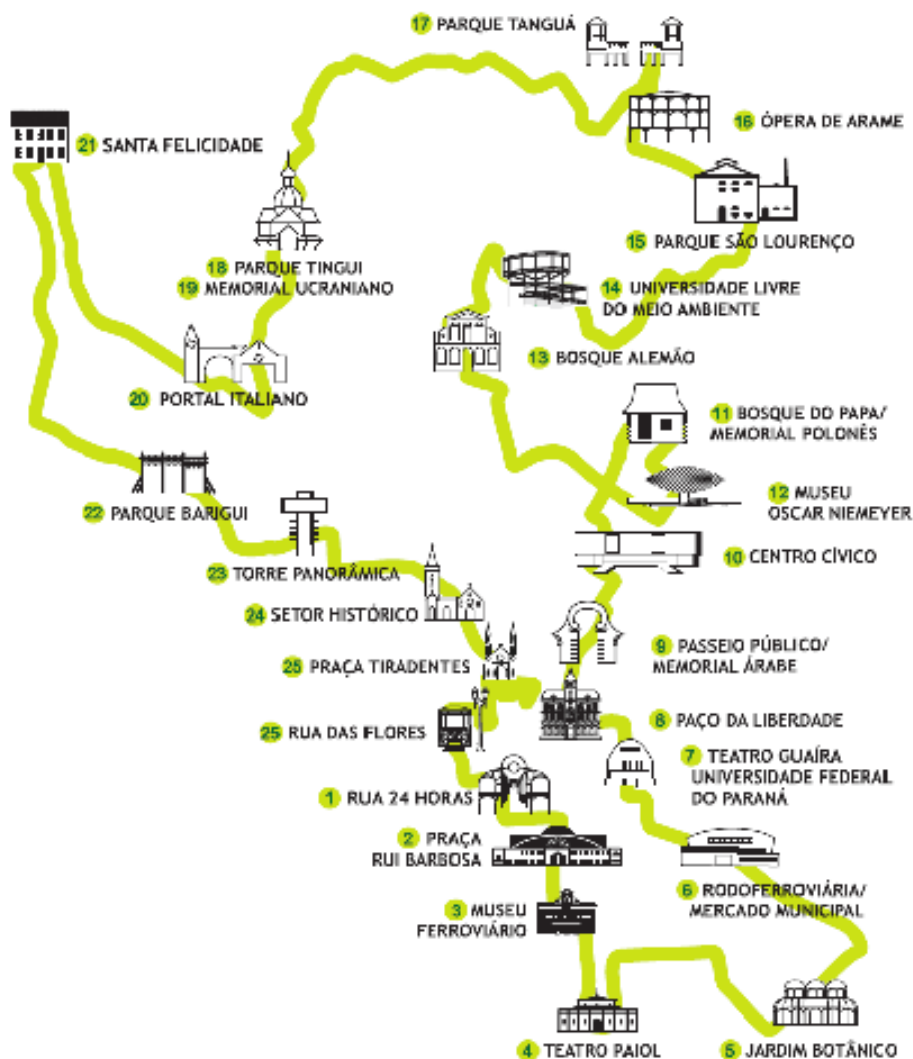 17 PARQUE TANGUÁ
16 ÓPERA DE ARAME
21 SANTA FELICIDADE
15 PARQUE SÃO LOURENÇO
18 PARQUE TINGUI
19 MEMORIAL UCRANIANO
14 UNIVERSIDADE LIVRE
DO MEIO AMBIENTE
13 BOSQUE ALEMÃO
20 PORTAL ITALIANO
11 BOSQUE DO PAPA/
MEMORIAL POLONÊS
12 MUSEU
OSCAR NIEMEYER
22 PARQUE BARIGUI
10 CENTRO CÍVICO
23 TORRE PANORÂMICA
24 SETOR HISTÓRICO
9 PASSEIO PÚBLICO/
MEMORIAL ÁRABE
25 PRAÇA TIRADENTES
8 PAÇO DA LIBERDADE
25 RUA DAS FLORES
7 TEATRO GUAÍRA
UNIVERSIDADE FEDERAL
DO PARANÁ
1 RUA 24 HORAS
2 PRAÇA
RUI BARBOSA
6 RODOFERROVIÁRIA/
MERCADO MUNICIPAL
3 MUSEU
FERROVIÁRIO
4 TEATRO PAIOL
5 JARDIM BOTÂNICO